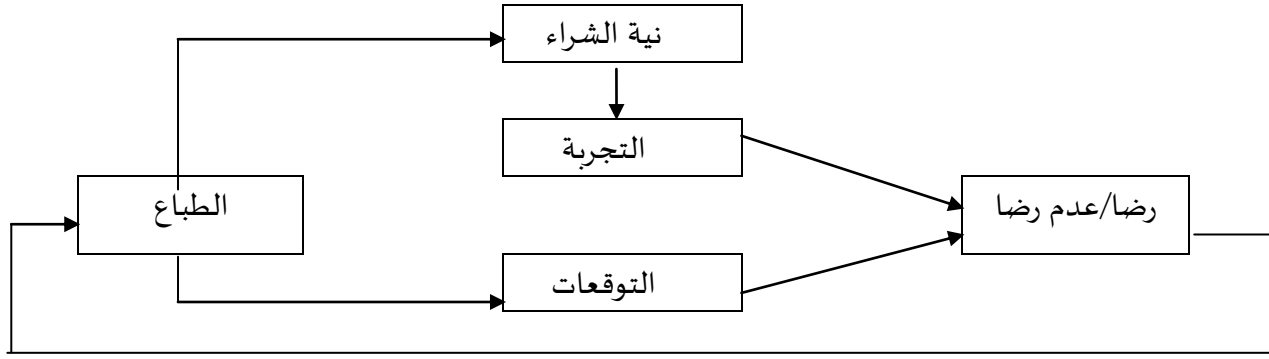 نية الشراء
التجربة
الطباع
رضا/عدم رضا
التوقعات